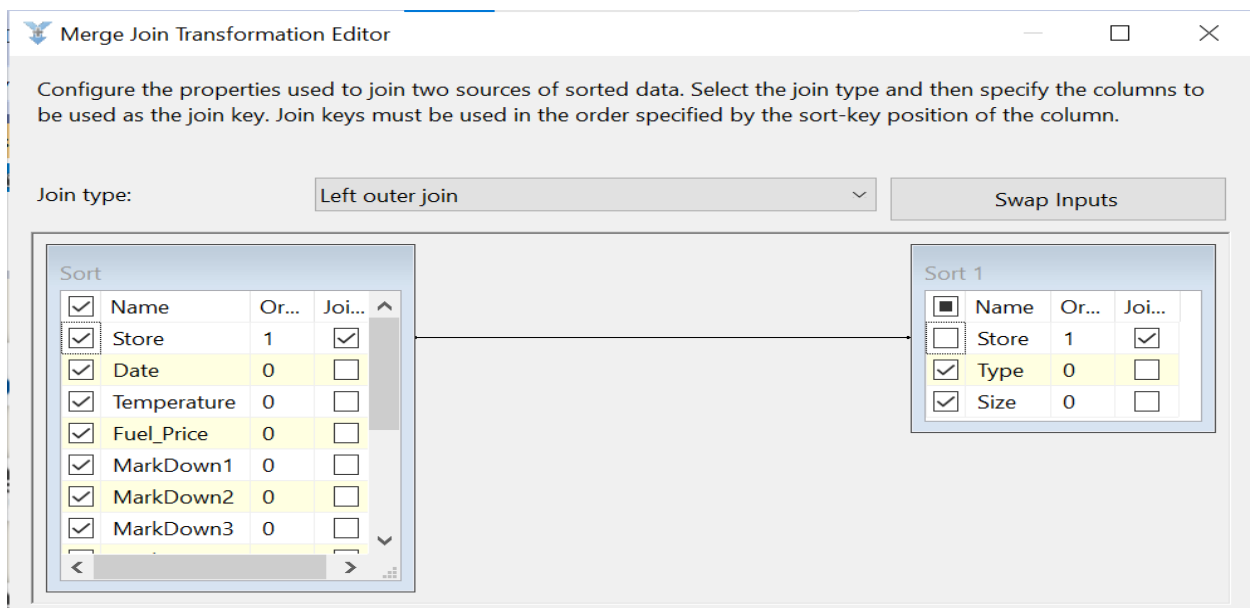 Merge Join Transformation Editor
Configure the properties used to join two sources of sorted data. Select the join type and then specify the columns to
be used as the join key. Join keys must be used in the order specified by the sort-key position of the column.
Join type:
Left outer join
Swap Inputs
Sort
Name Or... Joi...
Store 1
Date 0
Temperature 0
Fuel_Price 0
MarkDown1 0
MarkDown2 0
MarkDown3 0
Sort 1
Name Or... Joi...
Store 1
Type 0
Size 0